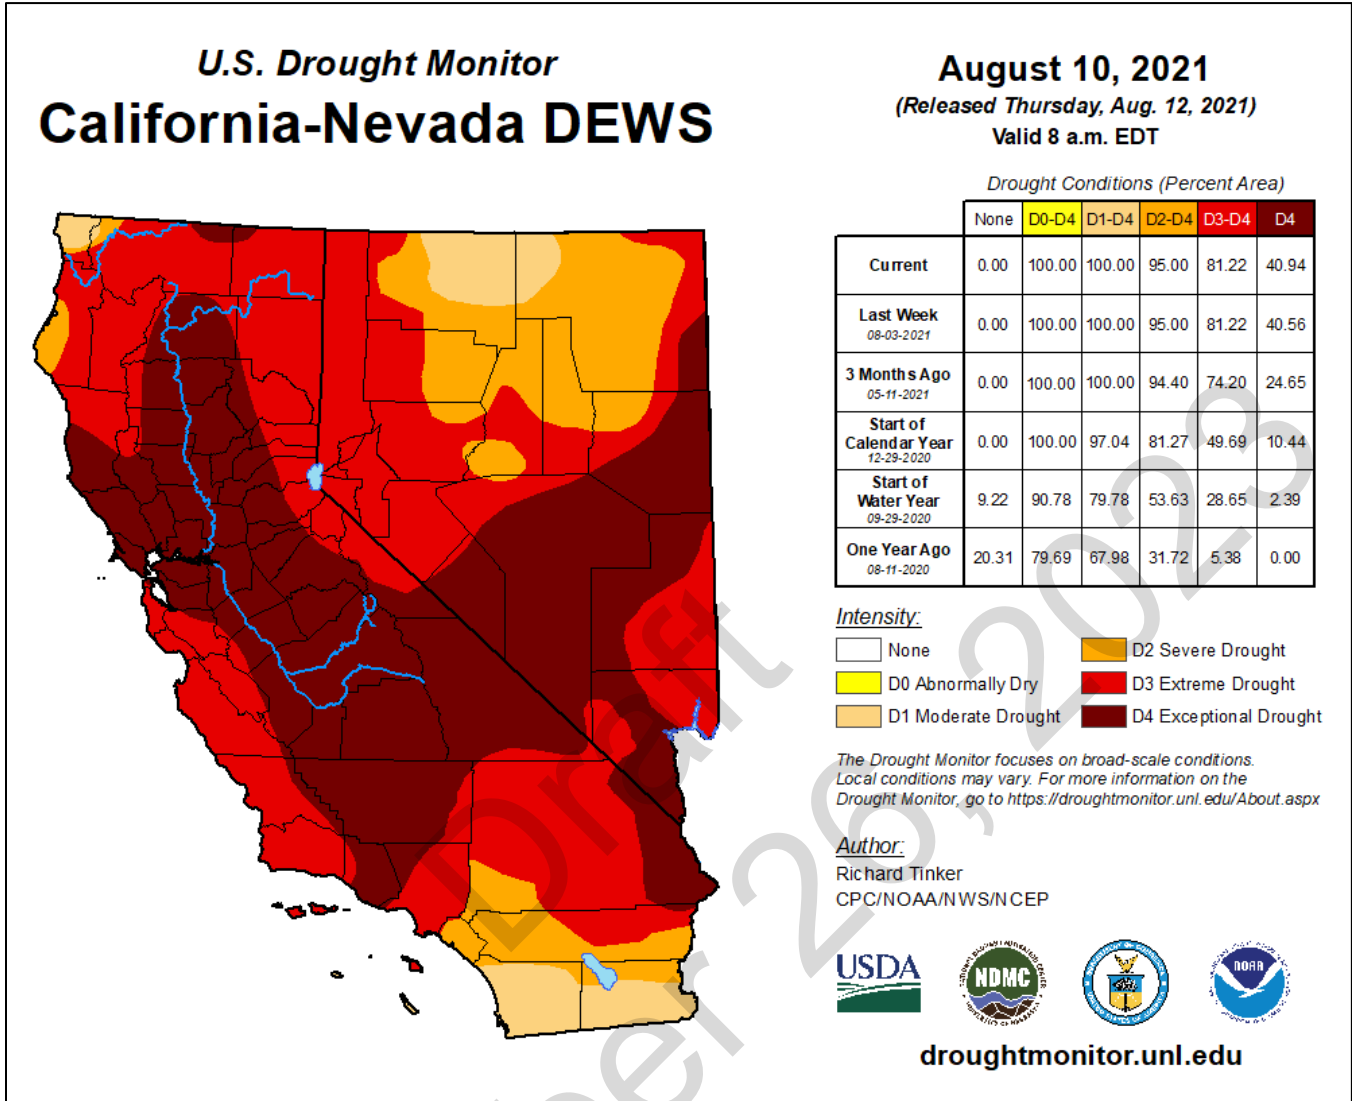 U.S. Drought Monitor
California-Nevada DEWS
August 10, 2021
(Released Thursday, Aug. 12, 2021)
Valid 8 a.m. EDT
Drought Conditions (Percent Area)
None D0-D4 D1-D4 D2-D4 D3-D4 D4
Current 0.00 100.00 100.00 95.00 81.22 40.94
Last Week
08-03-2021
0.00 100.00 100.00 95.00 81.22 40.56
3 Months Ago
05-11-2021
0.00 100.00 100.00 94.40 74.20 24.65
Start of
Calendar Year
12-29-2020
0.00 100.00 97.04 81.27 49.69 10.44
Start of
Water Year
09-29-2020
9.22 90.78 79.78 53.63 28.65 2.39
One Year Ago
08-11-2020
20.31 79.69 67.98 31.72 5.38 0.00
Intensity:
None
D0 Abnormally Dry
D1 Moderate Drought
D2 Severe Drought
D3 Extreme Drought
D4 Exceptional Drought
The Drought Monitor focuses on broad-scale conditions.
Local conditions may vary. For more information on the
Drought Monitor, go to https://droughtmonitor.unl.edu/About.aspx
Author:
Richard Tinker
CPC/NOAA/NWS/NCEP
USDA
NDMC
NOAA
droughtmonitor.unl.edu
Draft
ber 26, 2023